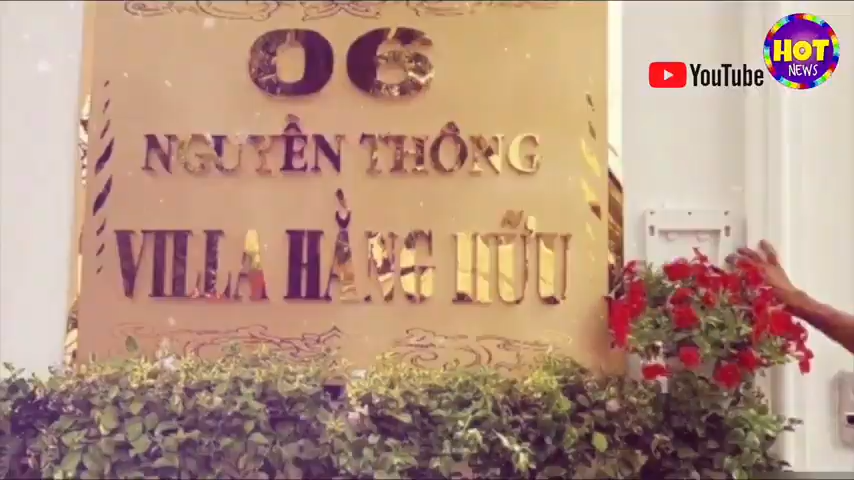 06
NGUYÊN THÔNG
VILLA HẰNG HỮU
YouTube
HOT
NEWS